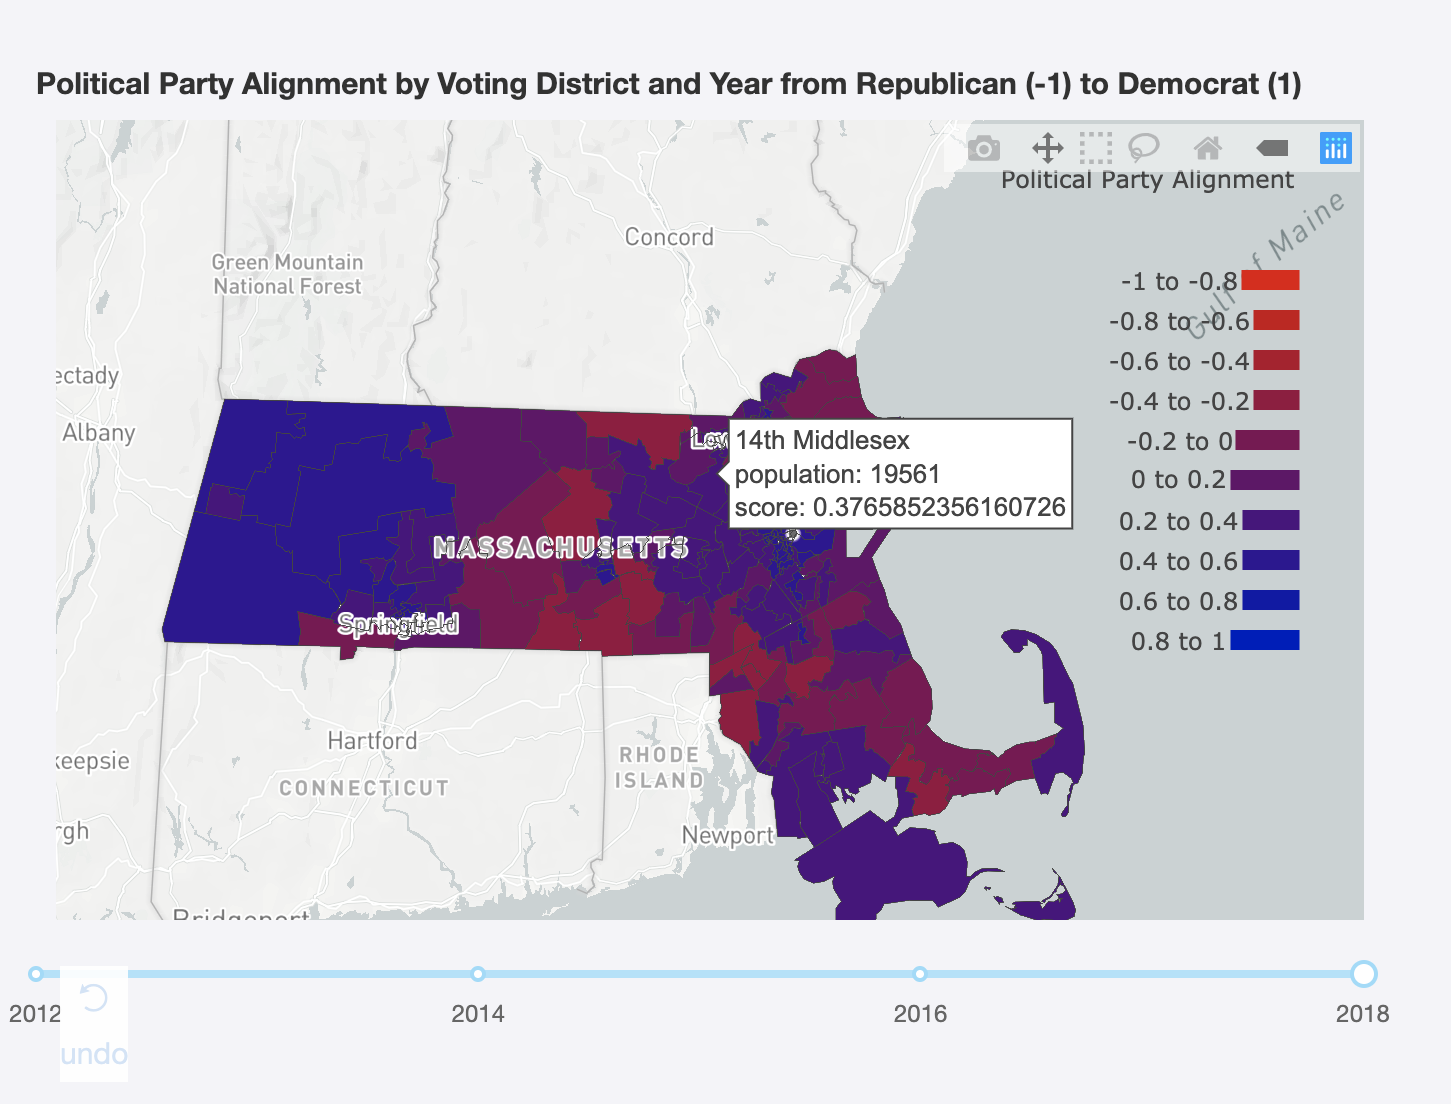 Political Party Alignment by Voting District and Year from Republican (-1) to Democrat (1)
Political Party Alignment
Gulf of Maine
Concord
Green Mountain
National Forest
-1 to -0.8
-0.8 to -0.6
ectady
-0.6 to -0.4
-0.4 to -0.2
Albany
Low
14th Middlesex
population: 19561
score: 0.3765852356160726
-0.2 to 0
0 to 0.2
0.2 to 0.4
MASSACHUSETTS
0.4 to 0.6
0.6 to 0.8
Springfield
0.8 to 1
Hartford
RHODE
ISLAND
keepsie
CONNECTICUT
rgh
Newport
Bridgeport
2012
2014
2016
2018
undo